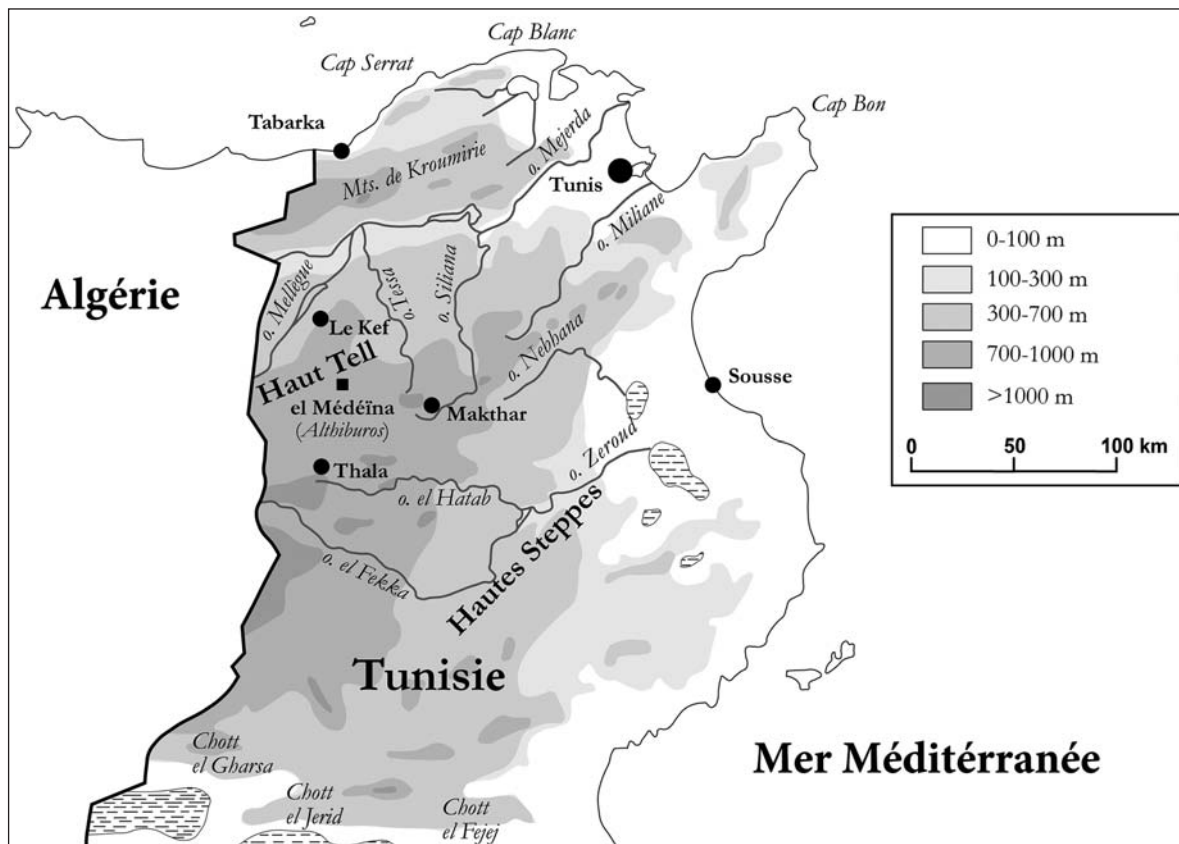 Cap Blanc
Cap Serrat
Cap Bon
Tabarka
o. Mejerda
Mts. de Kroumirie
Tunis
o. Miliane
Algérie
o. Mellègue
o.Tessa
o. Siliana
Le Kef
Haut Tell
o. Nebhana
el Médéïna
(Althiburos)
Makthar
Sousse
Thala
o. el Hatab
o. Zeroud
o. el Fekka
Hautes Steppes
Tunisie
Mer Méditérranée
Chott
el Gharsa
Chott
el Jerid
Chott
el Fejej
0-100 m
100-300 m
300-700 m
700-1000 m
>1000 m
0 50 100 km